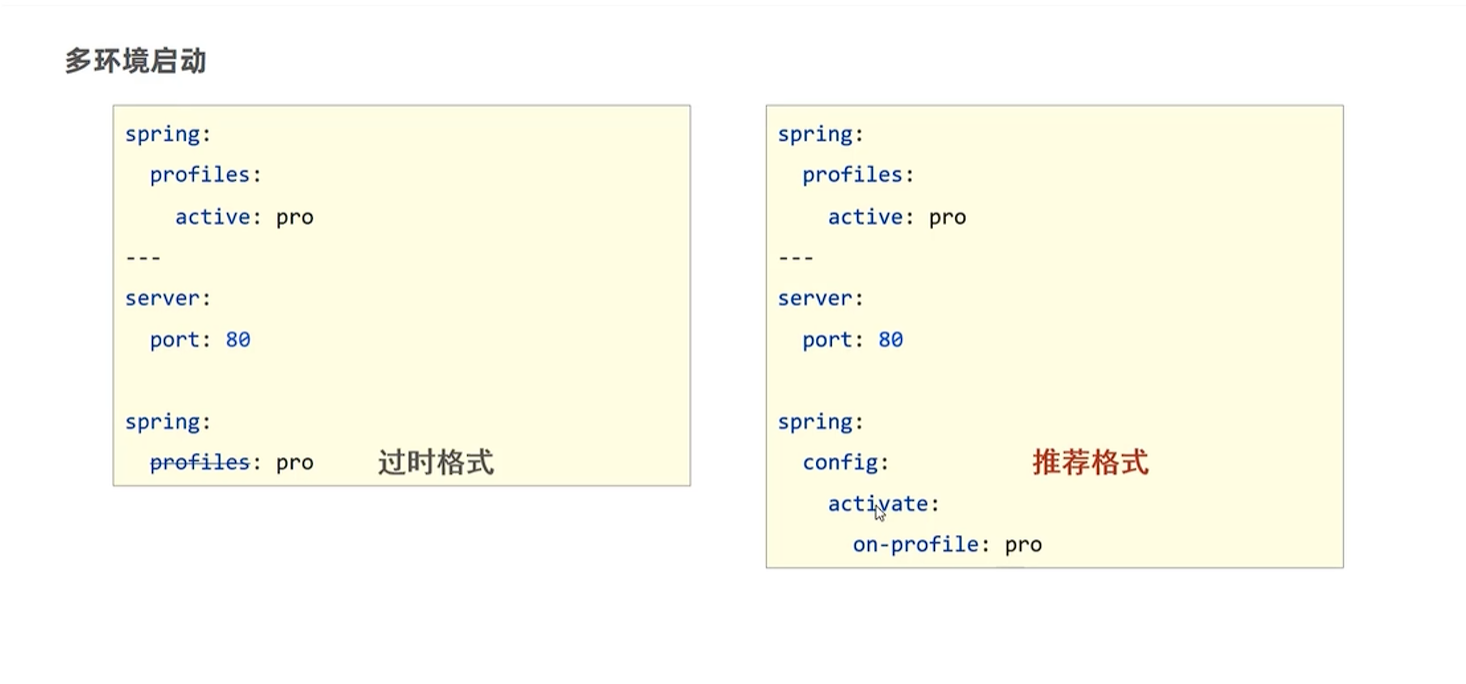 多环境启动
spring:
  profiles:
    active: pro
---
server:
  port: 80

spring:
  profiles: pro 过时格式
spring:
  profiles:
    active: pro
---
server:
  port: 80

spring:
  config: 推荐格式
    activate:
      on-profile: pro